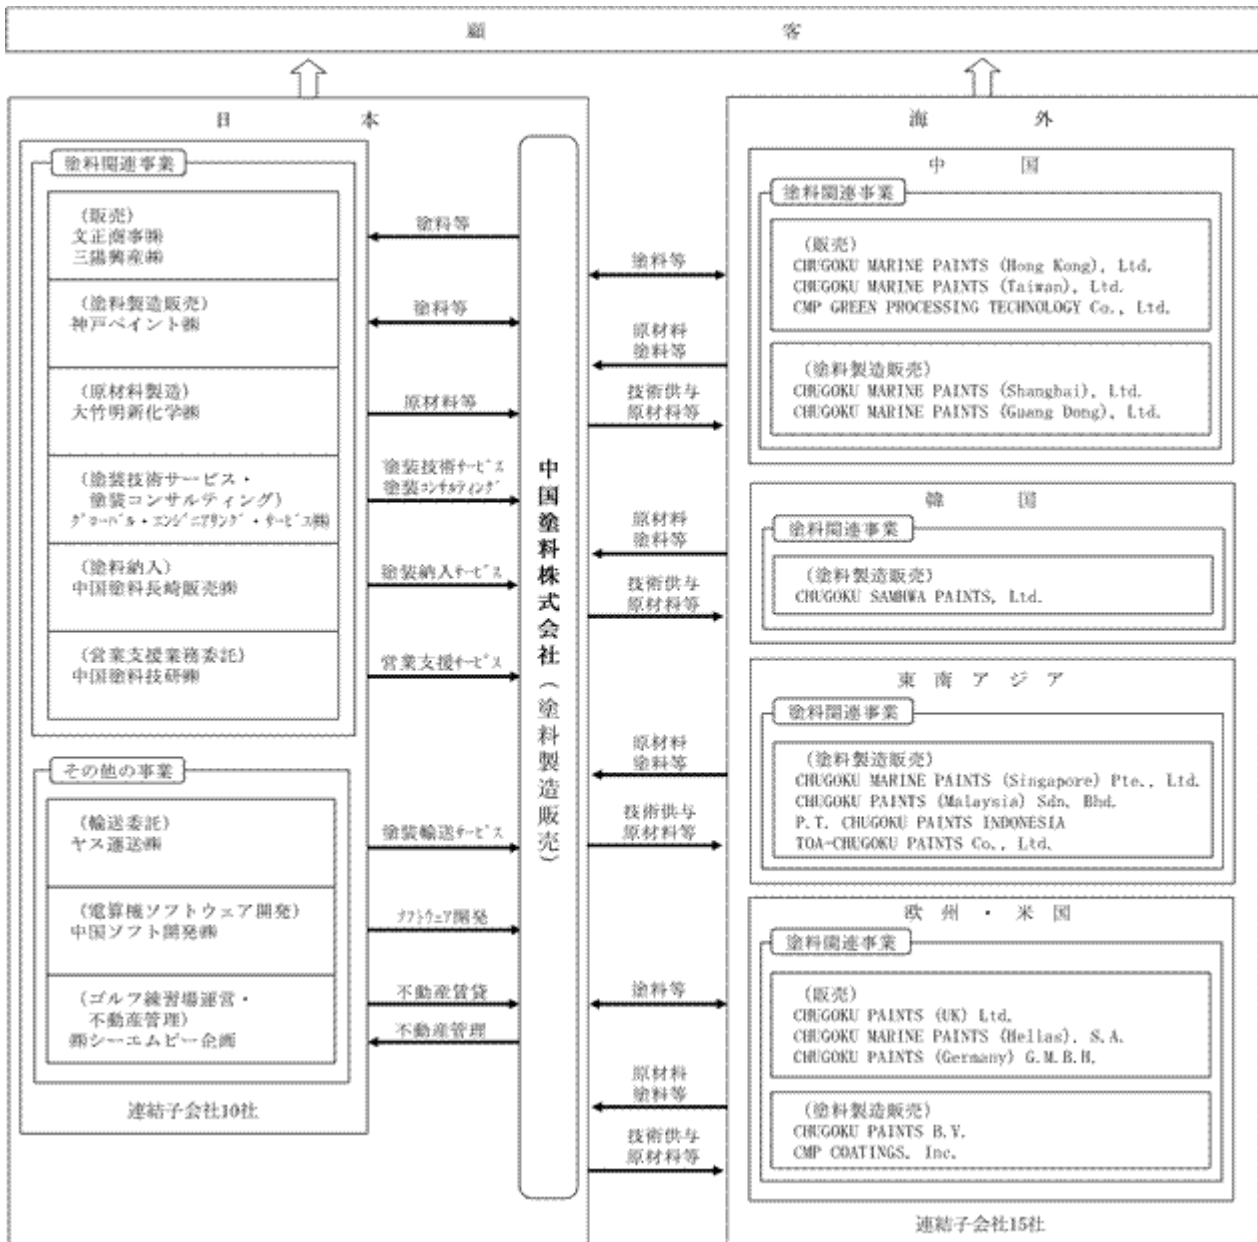 顧客
日本
塗料関連事業
(販売)
文正商事㈱
三陽興産㈱
(塗料製造販売)
神戸ペイント㈱
(原材料製造)
大竹明新化学㈱
(塗装技術サービス・
塗装コンサルティング)
グローバル・エンジニアリング・サービス㈱
(塗料納入)
中国塗料長崎販売㈱
(営業支援業務委託)
中国塗料技研㈱
その他の事業
(輸送委託)
ヤス運送㈱
(電算機ソフトウェア開発)
中国ソフト開発㈱
(ゴルフ練習場運営・
不動産管理)
㈱シーエムピー企画
連結子会社10社
塗料等
塗料等
原材料等
塗装技術サービス
塗装コンサルティング
塗装納入サービス
営業支援サービス
塗装輸送サービス
ソフトウェア開発
不動産賃貸
不動産管理
中国塗料株式会社(塗料製造販売)
塗料等
原材料
塗料等
技術供与
原材料等
原材料
塗料等
技術供与
原材料等
原材料
塗料等
技術供与
原材料等
塗料等
原材料
塗料等
技術供与
原材料等
海外
中国
塗料関連事業
(販売)
CHUGOKU MARINE PAINTS (Hong Kong), Ltd.
CHUGOKU MARINE PAINTS (Taiwan), Ltd.
CMP GREEN PROCESSING TECHNOLOGY Co., Ltd.
(塗料製造販売)
CHUGOKU MARINE PAINTS (Shanghai), Ltd.
CHUGOKU MARINE PAINTS (Guang Dong), Ltd.
韓国
塗料関連事業
(塗料製造販売)
CHUGOKU SAMHWA PAINTS, Ltd.
東南アジア
塗料関連事業
(塗料製造販売)
CHUGOKU MARINE PAINTS (Singapore) Pte., Ltd.
CHUGOKU PAINTS (Malaysia) Sdn. Bhd.
P.T. CHUGOKU PAINTS INDONESIA
TOA-CHUGOKU PAINTS Co., Ltd.
欧州・米国
塗料関連事業
(販売)
CHUGOKU PAINTS (UK) Ltd.
CHUGOKU MARINE PAINTS (Hellas), S.A.
CHUGOKU PAINTS (Germany) G.M.B.H.
(塗料製造販売)
CHUGOKU PAINTS B.V.
CMP COATINGS, Inc.
連結子会社15社